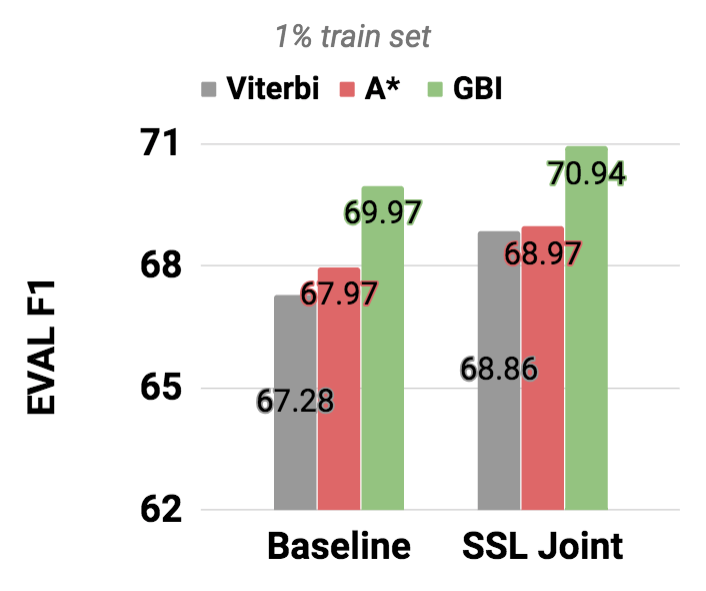 1% train set
Viterbi A* GBI
71
68
65
62
EVAL F1
67.28
67.97
69.97
68.86
68.97
70.94
Baseline SSL Joint